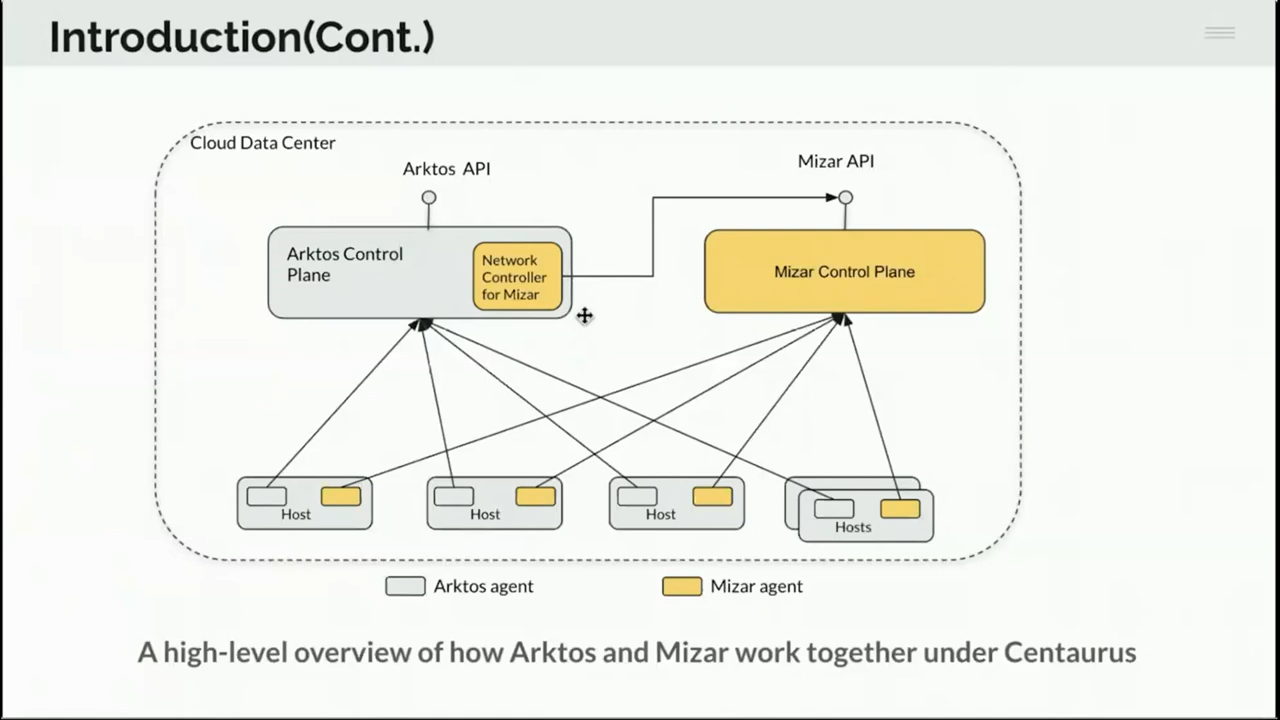 Introduction(Cont.)
Cloud Data Center
Arktos API
Mizar API
Arktos Control
Plane
Network
Controller
for Mizar
Mizar Control Plane
Host
Host
Host
Hosts
Arktos agent
Mizar agent
A high-level overview of how Arktos and Mizar work together under Centaurus